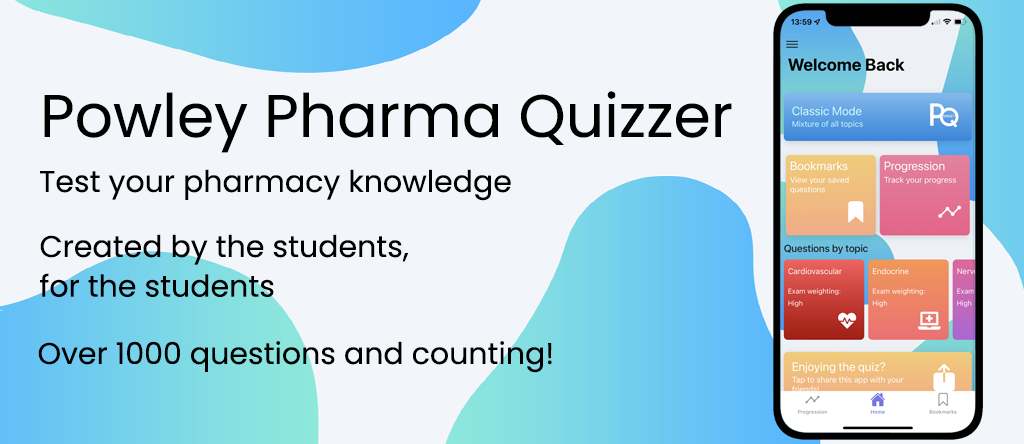 Powley Pharma Quizzer
Test your pharmacy knowledge
Created by the students,
for the students
Over 1000 questions and counting!
13:59
Welcome Back
Classic Mode
Mixture of all topics
PQ
Bookmarks
View your saved
questions
Progression
Track your progress
Questions by topic
Cardiovascular
Exam weighting:
High
Endocrine
Exam weighting:
High
Nerv
Exam
High
Enjoying the quiz?
Tap to share this app with your
friends!
Progression
Home
Bookmarks